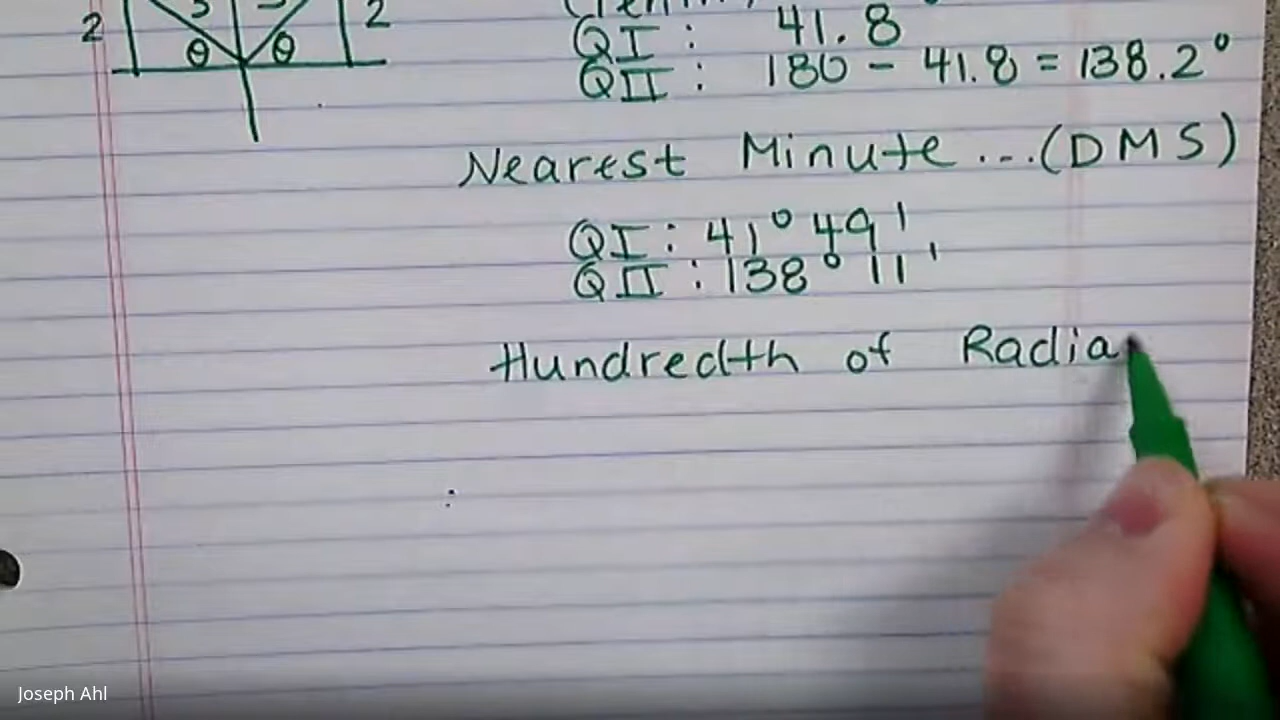 2 3 3 2
θ θ
QI : 41.8
QII : 180 - 41.8 = 138.2°
Nearest Minute ...(DMS)
QI : 41° 49'
QII : 138° 11'
Hundredth of Radia
Joseph Ahl